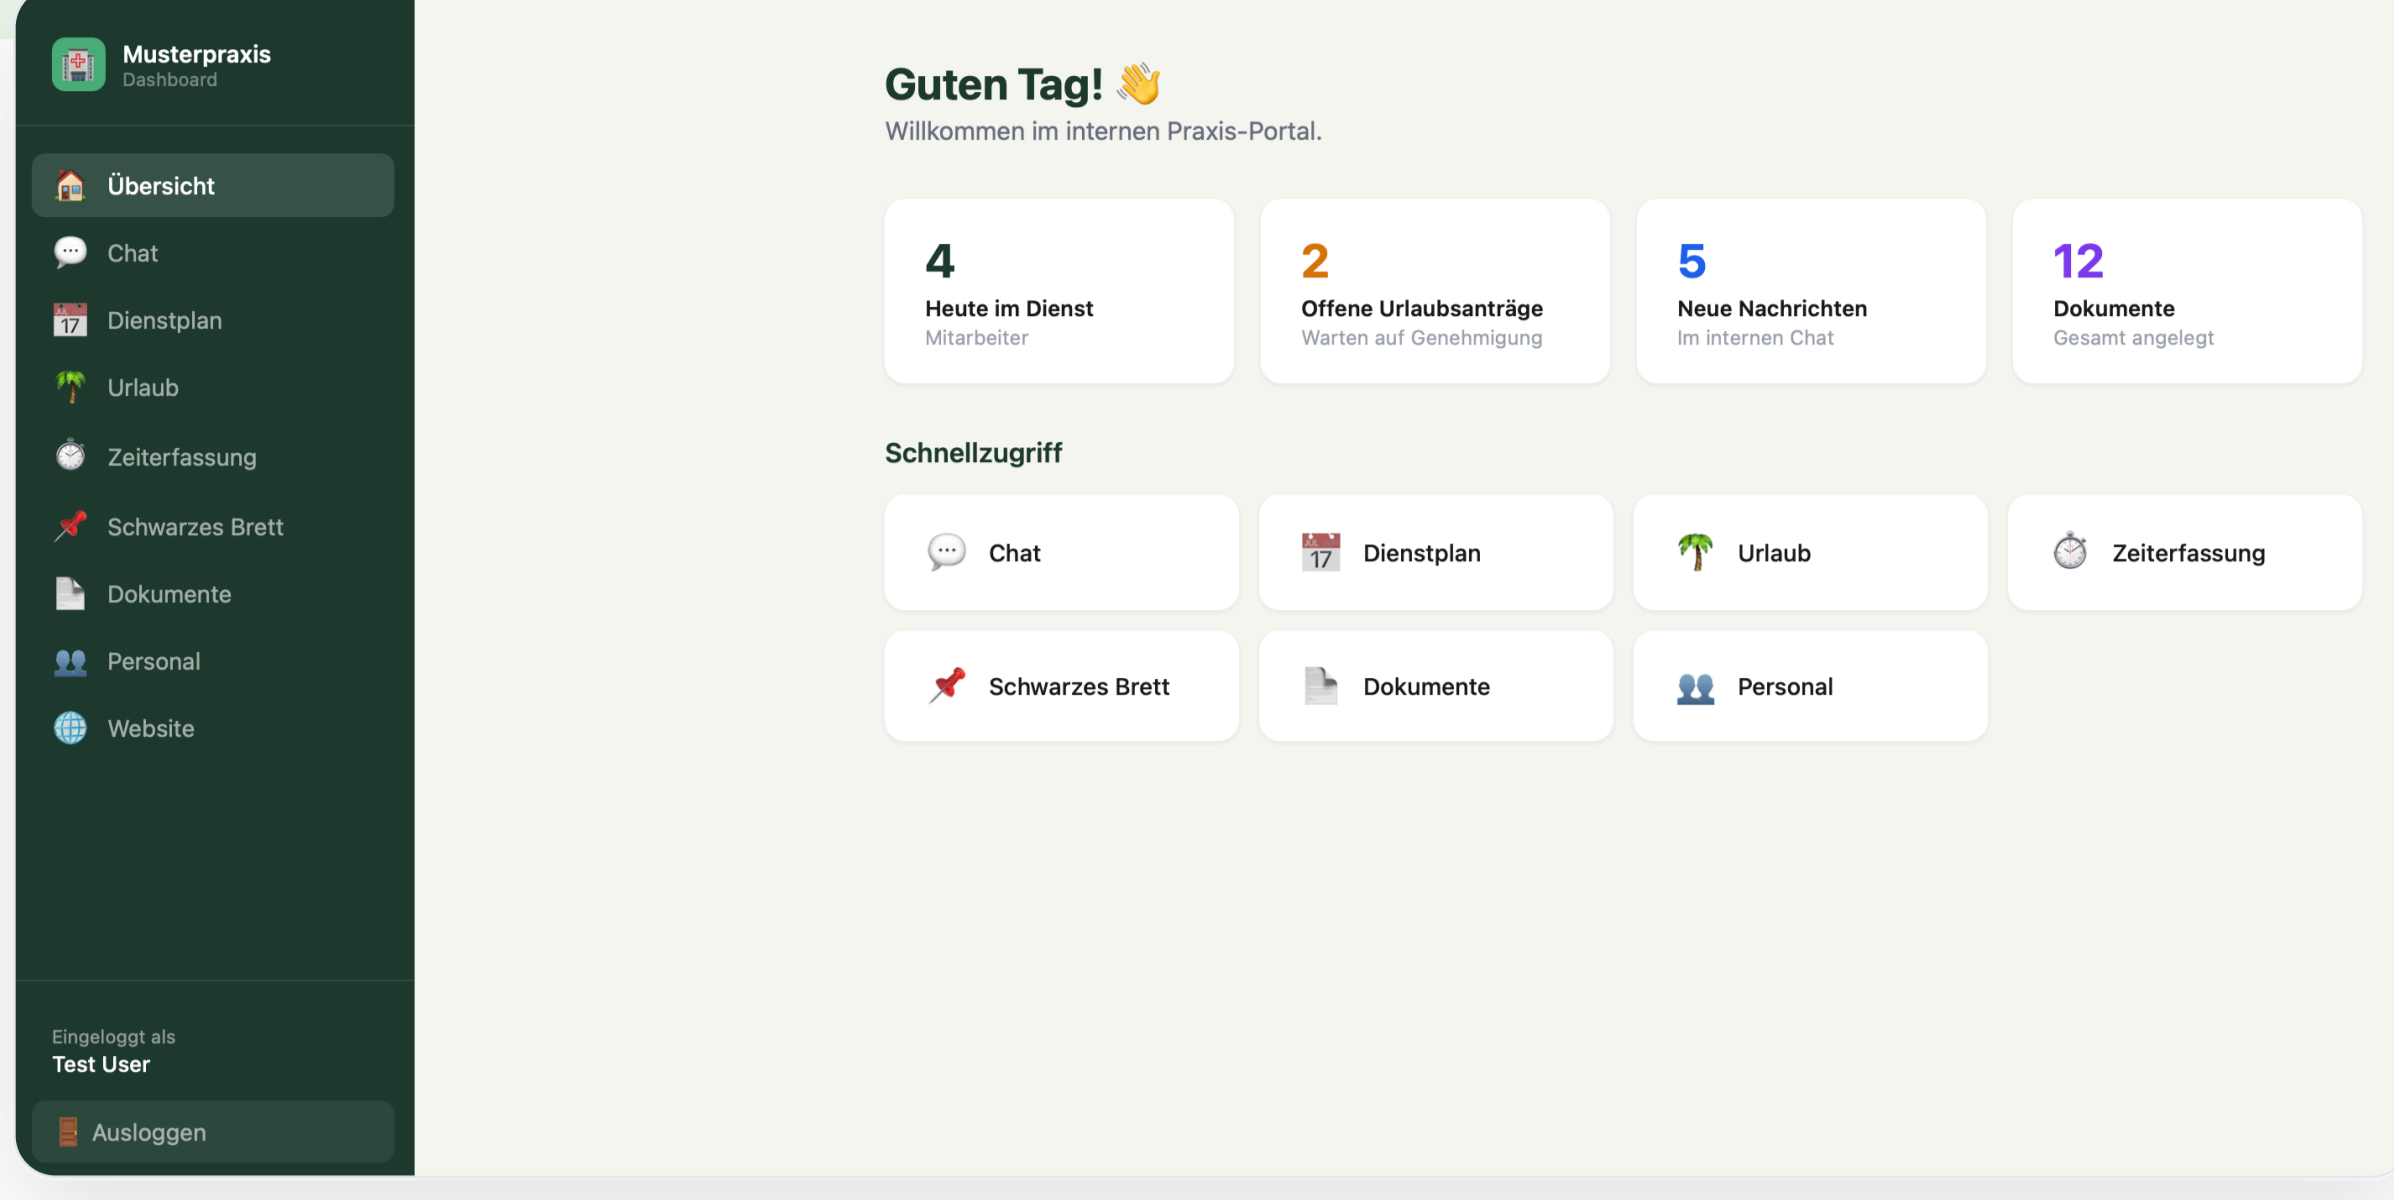 Musterpraxis
Dashboard
Übersicht
Chat
Dienstplan
Urlaub
Zeiterfassung
Schwarzes Brett
Dokumente
Personal
Website
Eingeloggt als
Test User
Ausloggen
Guten Tag! 👋
Willkommen im internen Praxis-Portal.
4
Heute im Dienst
Mitarbeiter
2
Offene Urlaubsanträge
Warten auf Genehmigung
5
Neue Nachrichten
Im internen Chat
12
Dokumente
Gesamt angelegt
Schnellzugriff
Chat
JUL
17
Dienstplan
Urlaub
Zeiterfassung
Schwarzes Brett
Dokumente
Personal